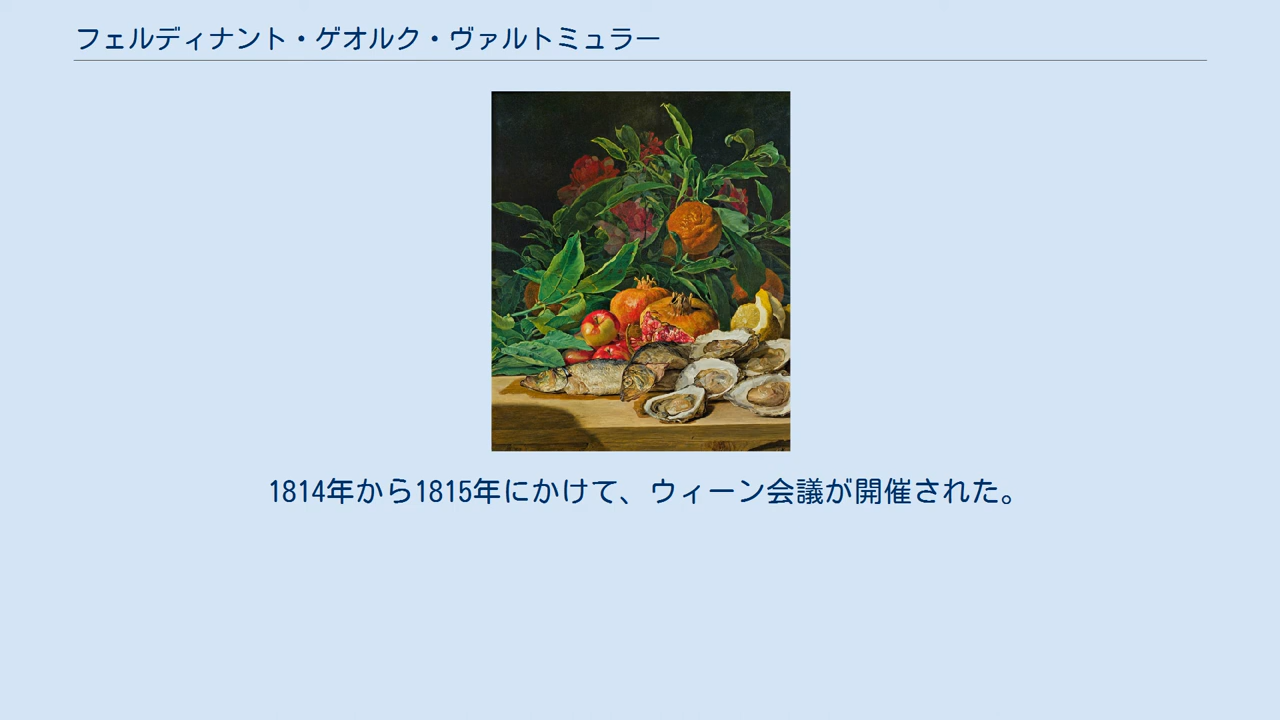 フェルディナント・ゲオルク・ヴァルトミュラー
1814年から1815年にかけて、ウィーン会議が開催された。